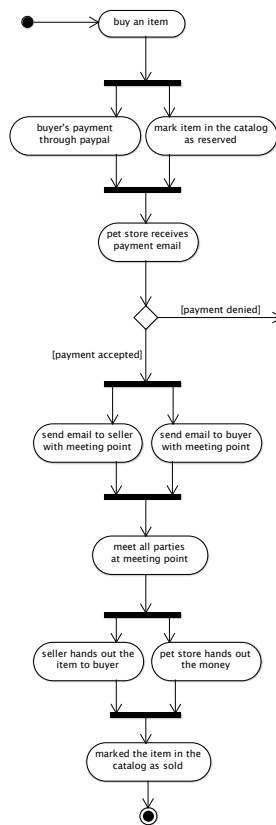 buy an item
buyer's payment
through paypal
mark item in the catalog
as reserved
pet store receives
payment email
[payment denied]
[payment accepted]
send email to seller
with meeting point
send email to buyer
with meeting point
meet all parties
at meeting point
seller hands out the
item to buyer
pet store hands out
the money
marked the item in the
catalog as sold